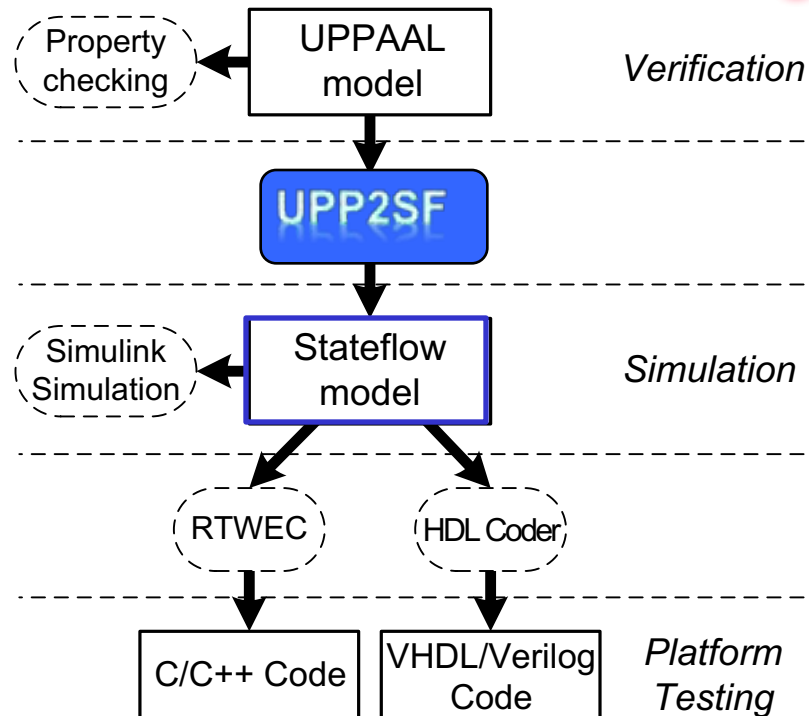 Property
checking
UPPAAL
model
Verification
UPP2SF
Simulink
Simulation
Stateflow
model
Simulation
RTWEC
HDL Coder
C/C++ Code
VHDL/Verilog
Code
Platform
Testing